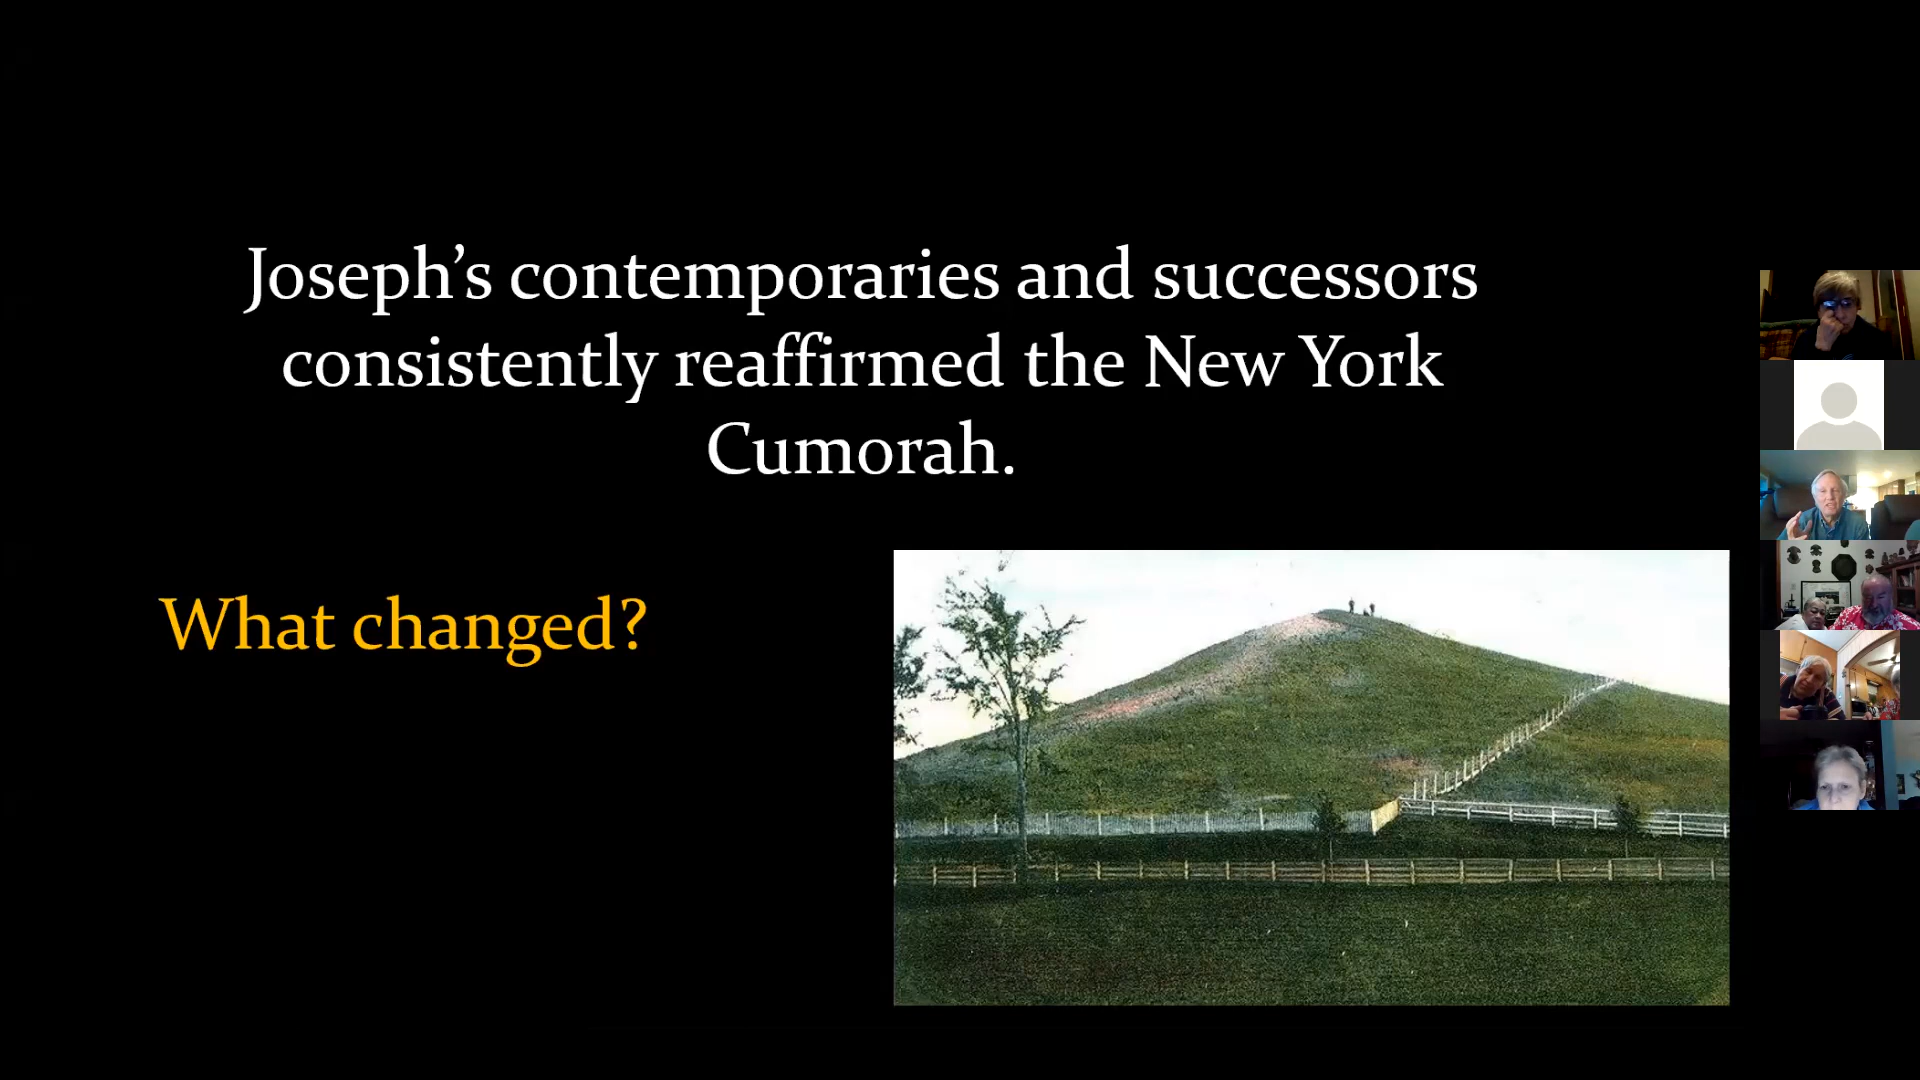 Joseph’s contemporaries and successors
consistently reaffirmed the New York
Cumorah.
What changed?